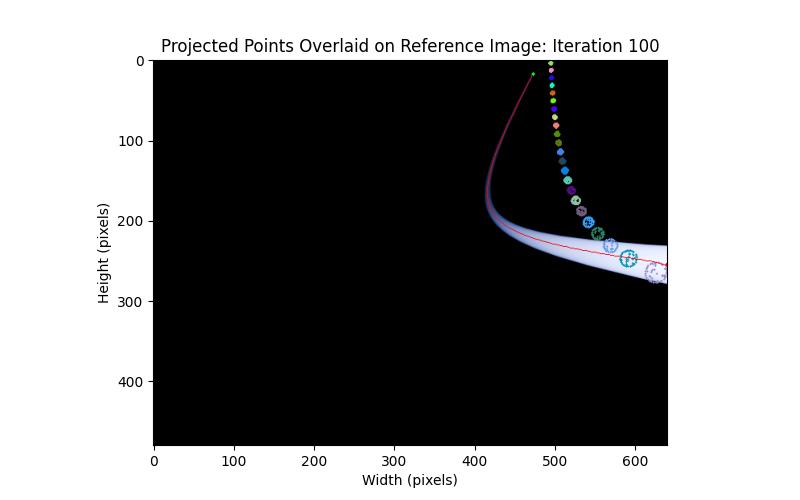 Projected Points Overlaid on Reference Image: Iteration 100
0
100
200
300
400
Height (pixels)
0 100 200 300 400 500 600
Width (pixels)